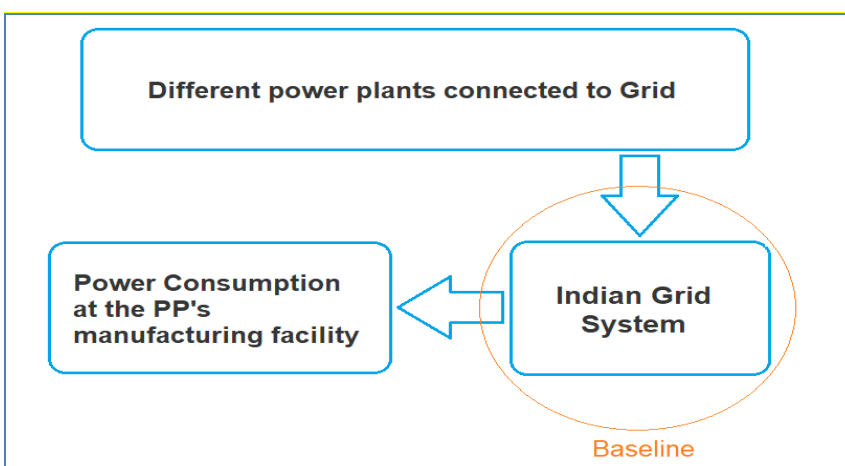 Different power plants connected to Grid
Power Consumption
at the PP's
manufacturing facility
Indian Grid
System
Baseline